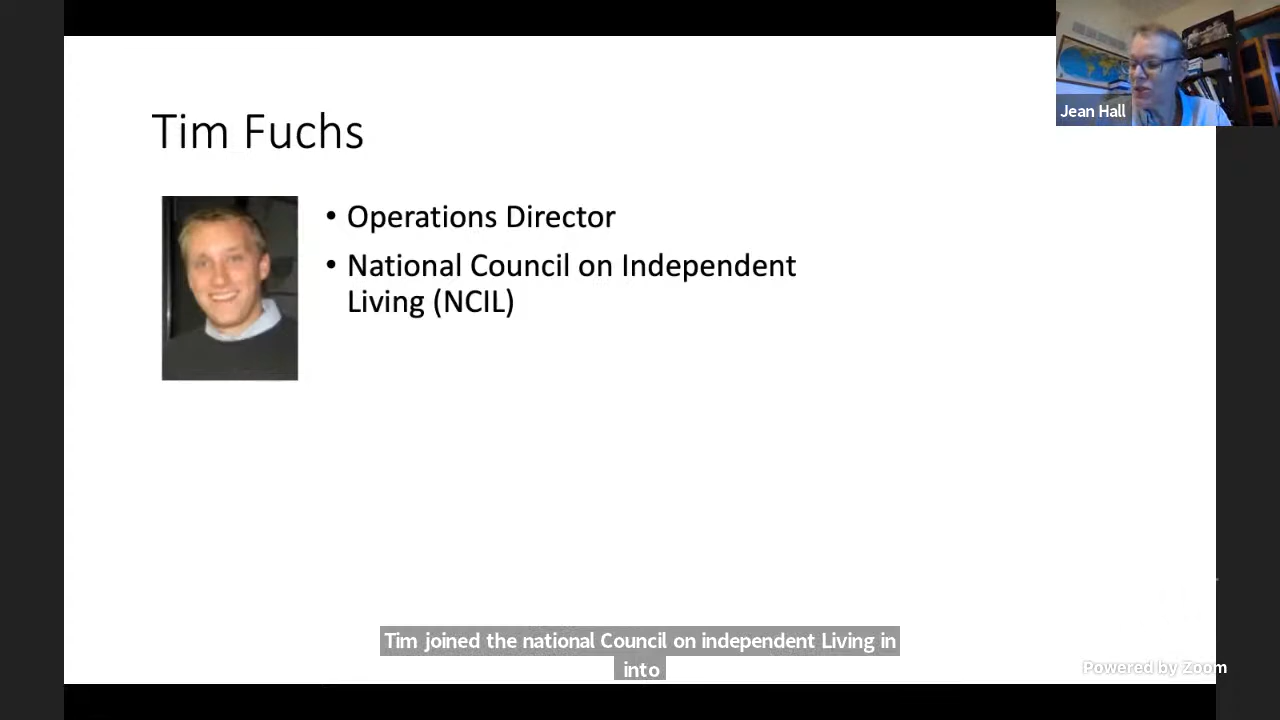 Tim Fuchs
Jean Hall
• Operations Director
• National Council on Independent
Living (NCIL)
Tim joined the national Council on independent Living in
into
Powered by Zoom